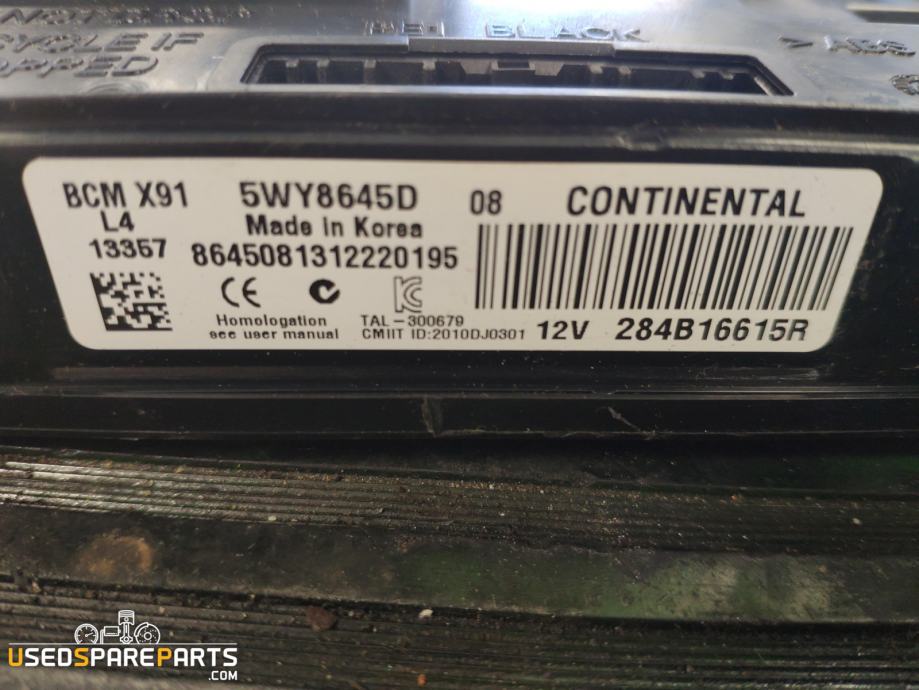 PE1 BLACK
CYCLE IF
BCM X91
L4
13357
5WY8645D
Made in Korea
8645081312220195
Homologation
see user manual
TAL-300679
CMIIT ID:2010DJ0301
08
CONTINENTAL
12V
284B16615R
USEDSPAREPARTS
.COM